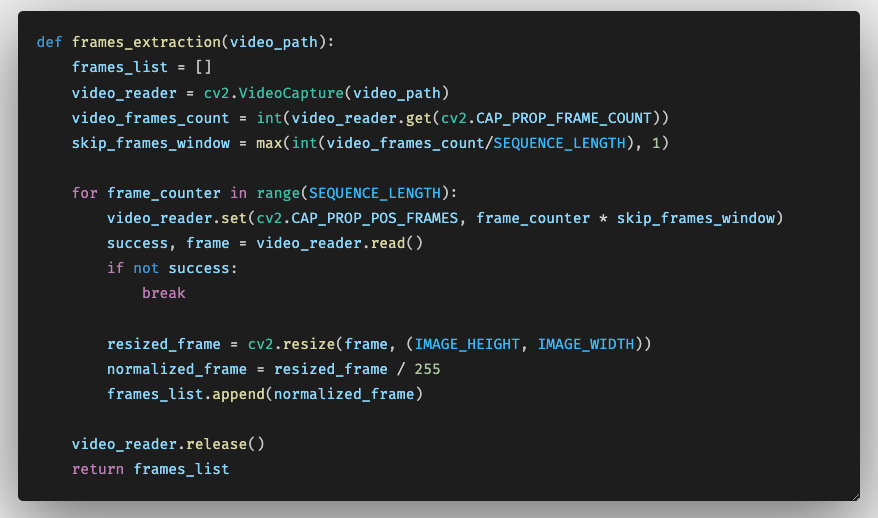 def frames_extraction(video_path):
    frames_list = []
    video_reader = cv2.VideoCapture(video_path)
    video_frames_count = int(video_reader.get(cv2.CAP_PROP_FRAME_COUNT))
    skip_frames_window = max(int(video_frames_count/SEQUENCE_LENGTH), 1)

    for frame_counter in range(SEQUENCE_LENGTH):
        video_reader.set(cv2.CAP_PROP_POS_FRAMES, frame_counter * skip_frames_window)
        success, frame = video_reader.read()
        if not success:
            break

        resized_frame = cv2.resize(frame, (IMAGE_HEIGHT, IMAGE_WIDTH))
        normalized_frame = resized_frame / 255
        frames_list.append(normalized_frame)

    video_reader.release()
    return frames_list